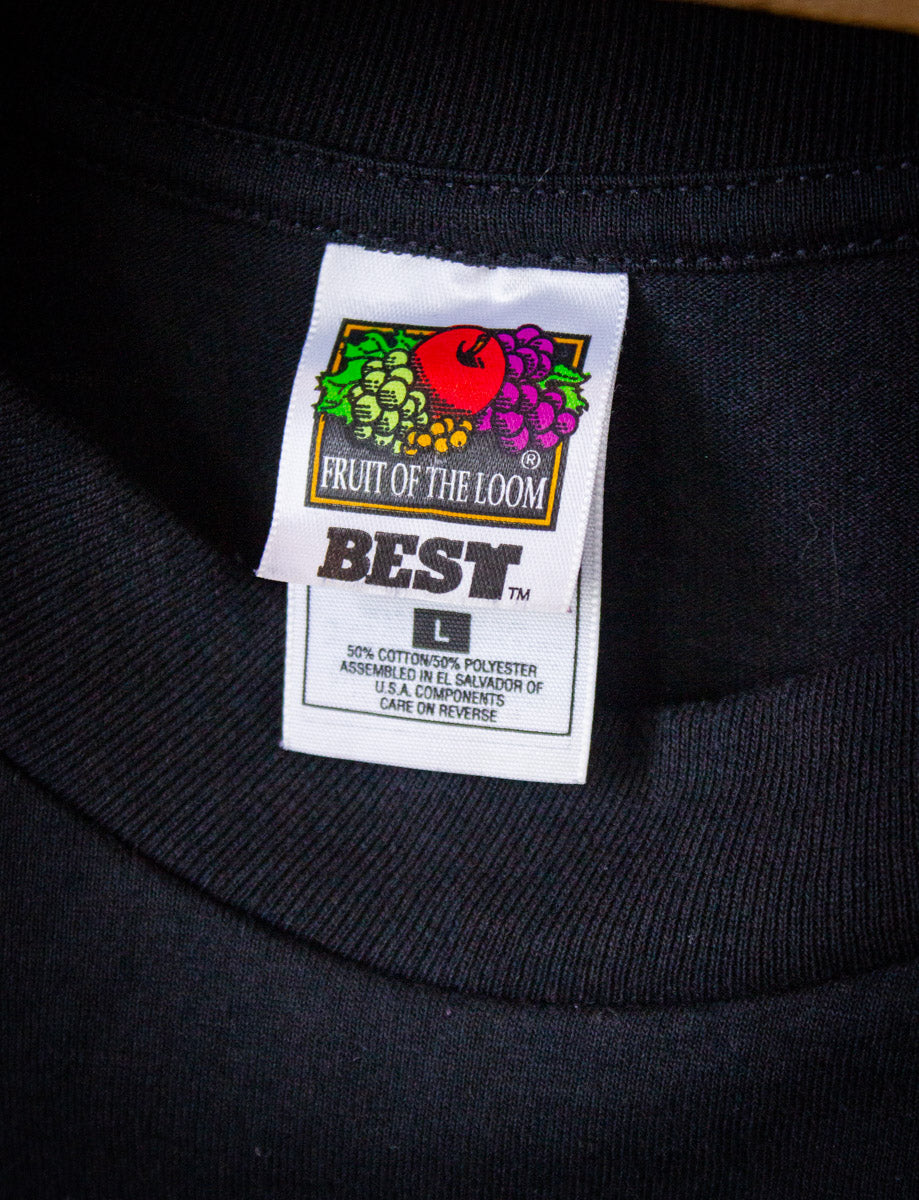 ®
FRUIT OF THE LOOM
BEST™
L
50% COTTON/50% POLYESTER
ASSEMBLED IN EL SALVADOR OF
U.S.A. COMPONENTS
CARE ON REVERSE